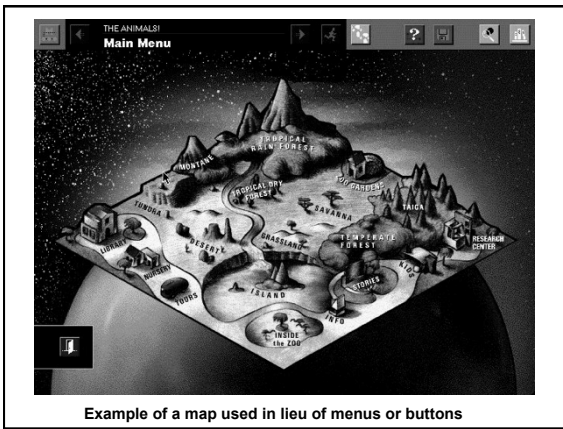 THE ANIMALS!
Main Menu
?
TROPICAL
RAIN FOREST
MONTANE
ZOO GARDENS
TROPICAL DRY
FOREST
TAIGA
TUNDRA
SAVANNA
TEMPERATE
FOREST
RESEARCH
CENTER
LIBRARY
DESERT
GRASSLAND
KIDS
NURSERY
STORIES
TOURS
ISLAND
INFO
INSIDE
the ZOO
Example of a map used in lieu of menus or buttons